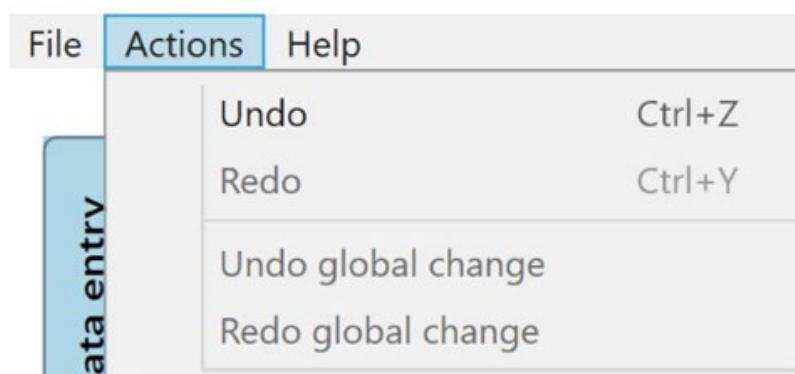 File Actions Help
Undo Ctrl+Z
Redo Ctrl+Y
Undo global change
Redo global change
ata entry